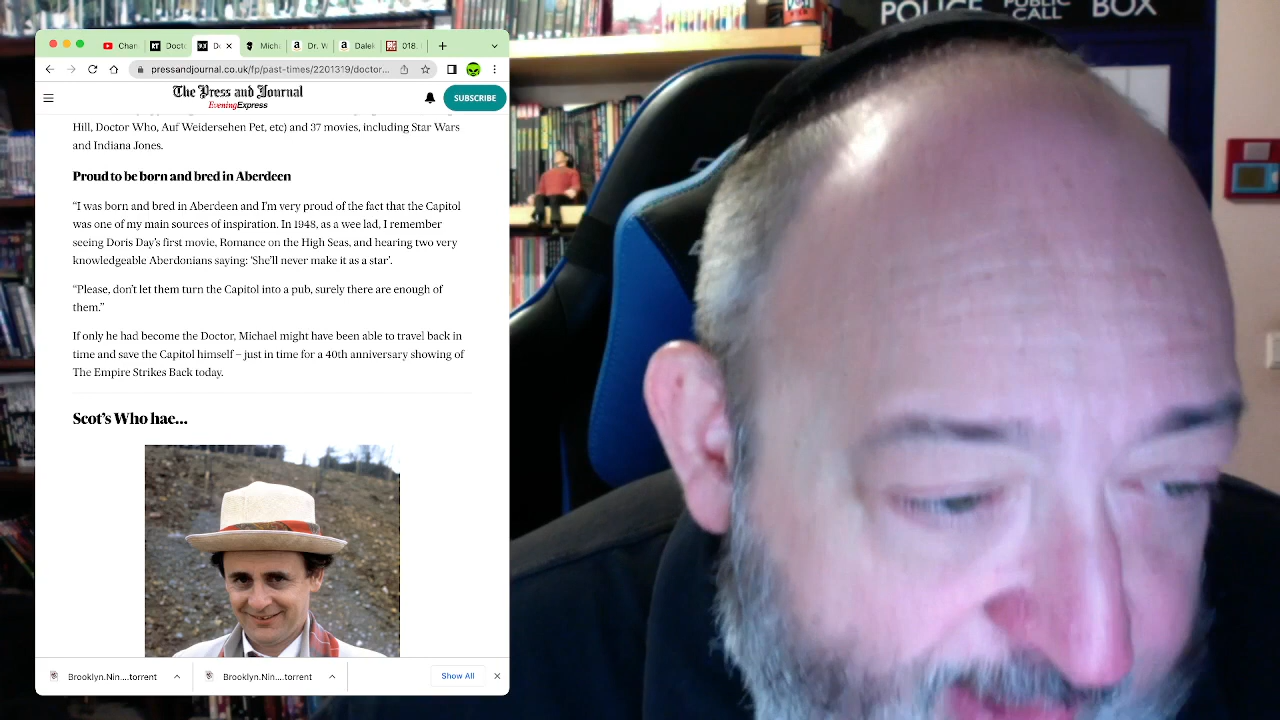 POLICE PUBLIC CALL BOX
Chan
Docto
Do
Mich
Dr. W
Dalek
018.
pressandjournal.co.uk/fp/past-times/2201319/doctor...
The Press and Journal
EveningExpress
SUBSCRIBE
Hill, Doctor Who, Auf Weidersehen Pet, etc) and 37 movies, including Star Wars
and Indiana Jones.
Proud to be born and bred in Aberdeen
“I was born and bred in Aberdeen and I’m very proud of the fact that the Capitol
was one of my main sources of inspiration. In 1948, as a wee lad, I remember
seeing Doris Day’s first movie, Romance on the High Seas, and hearing two very
knowledgeable Aberdonians saying: ‘She’ll never make it as a star’.
“Please, don’t let them turn the Capitol into a pub, surely there are enough of
them.”
If only he had become the Doctor, Michael might have been able to travel back in
time and save the Capitol himself – just in time for a 40th anniversary showing of
The Empire Strikes Back today.
Scot’s Who hae...
Brooklyn.Nin....torrent
Brooklyn.Nin....torrent
Show All